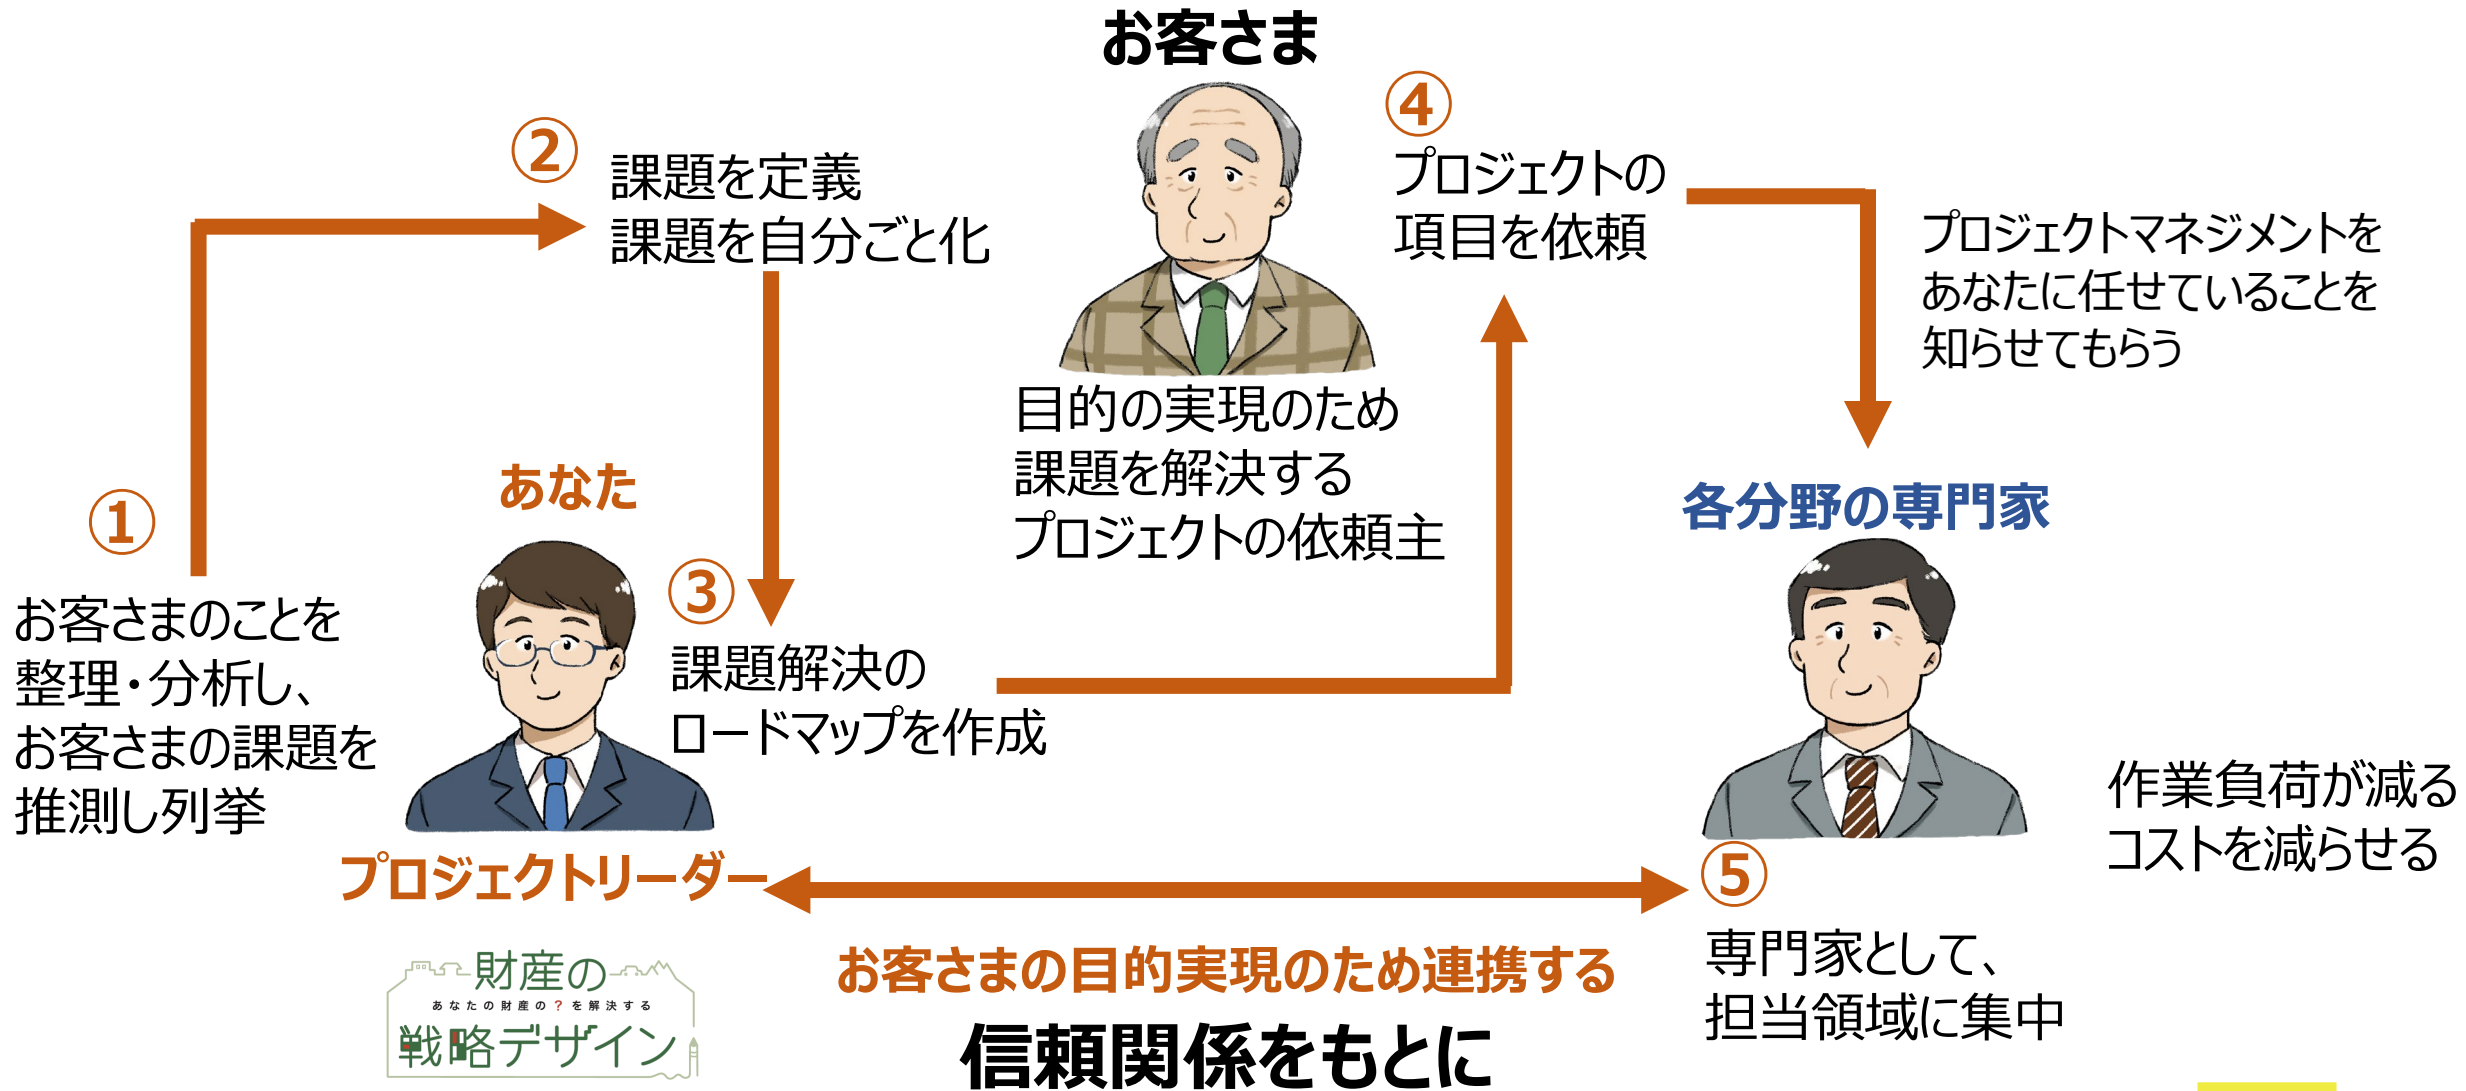 お客さま
①
お客さまのことを
整理・分析し、
お客さまの課題を
推測し列挙
②
課題を定義
課題を自分ごと化
あなた
プロジェクトリーダー
③
課題解決の
ロードマップを作成
目的の実現のため
課題を解決する
プロジェクトの依頼主
④
プロジェクトの
項目を依頼
プロジェクトマネジメントを
あなたに任せていることを
知らせてもらう
各分野の専門家
作業負荷が減る
コストを減らせる
⑤
専門家として、
担当領域に集中
お客さまの目的実現のため連携する
信頼関係をもとに
財産の
あなたの財産の?を解決する
戦略デザイン